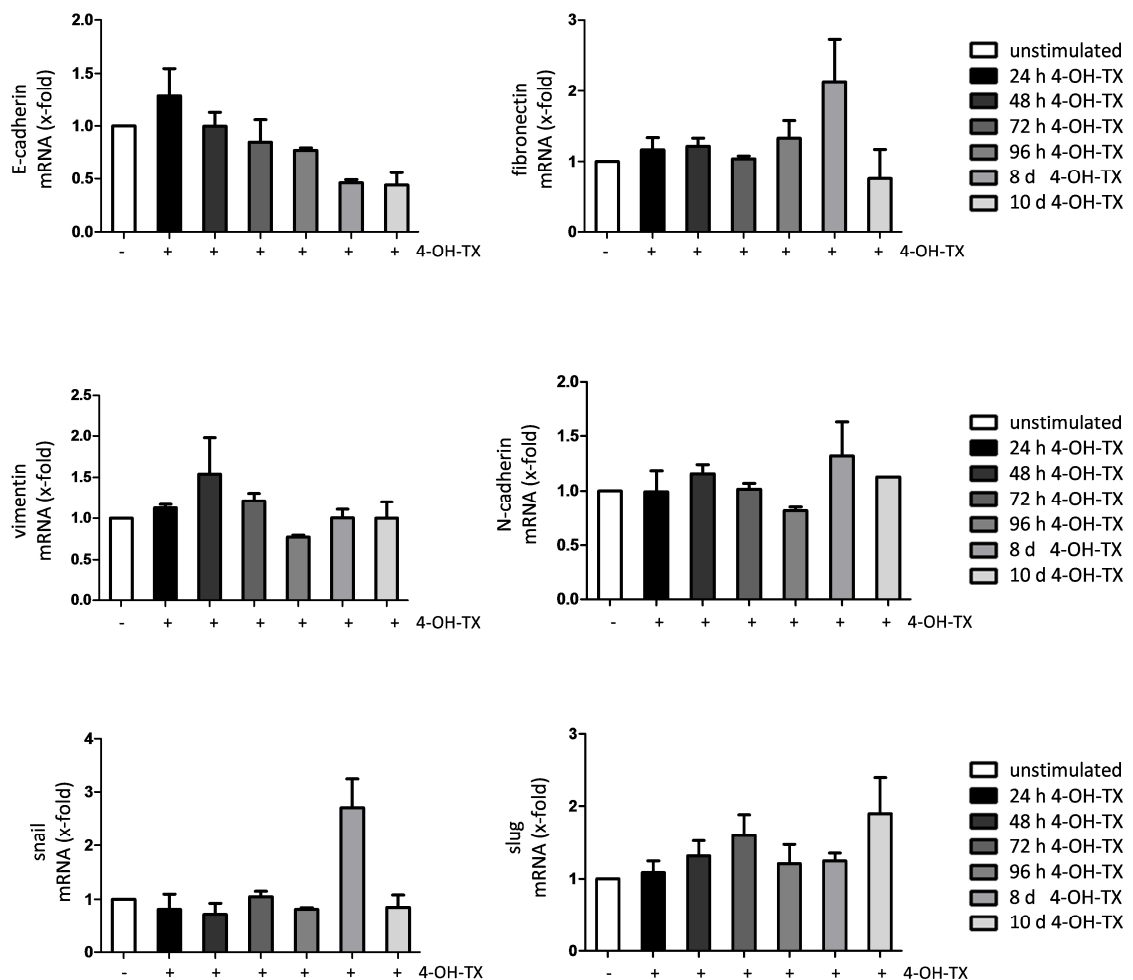 E-cadherin
mRNA (x-fold)
2.0
1.5
1.0
0.5
0.0
- + + + + + + 4-OH-TX
fibronectin
mRNA (x-fold)
3
2
1
0
- + + + + + + 4-OH-TX
unstimulated
24 h 4-OH-TX
48 h 4-OH-TX
72 h 4-OH-TX
96 h 4-OH-TX
8 d 4-OH-TX
10 d 4-OH-TX
vimentin
mRNA (x-fold)
2.5
2.0
1.5
1.0
0.5
0.0
- + + + + + + 4-OH-TX
N-cadherin
mRNA (x-fold)
2.0
1.5
1.0
0.5
0.0
- + + + + + + 4-OH-TX
unstimulated
24 h 4-OH-TX
48 h 4-OH-TX
72 h 4-OH-TX
96 h 4-OH-TX
8 d 4-OH-TX
10 d 4-OH-TX
snail
mRNA (x-fold)
4
3
2
1
0
- + + + + + + 4-OH-TX
slug
mRNA (x-fold)
3
2
1
0
- + + + + + + 4-OH-TX
unstimulated
24 h 4-OH-TX
48 h 4-OH-TX
72 h 4-OH-TX
96 h 4-OH-TX
8 d 4-OH-TX
10 d 4-OH-TX